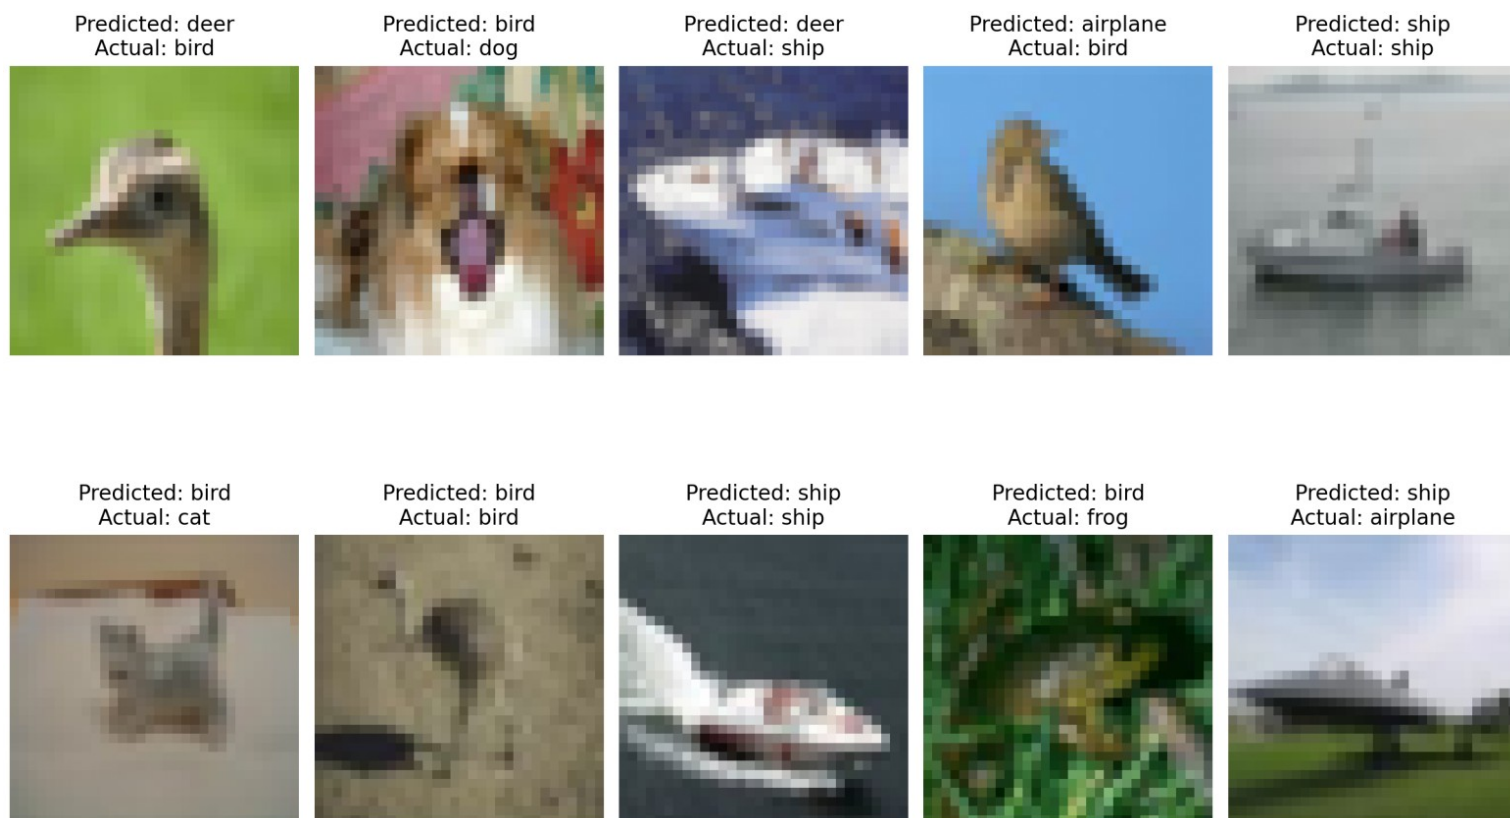 Predicted: deer
Actual: bird
Predicted: bird
Actual: dog
Predicted: deer
Actual: ship
Predicted: airplane
Actual: bird
Predicted: ship
Actual: ship
Predicted: bird
Actual: cat
Predicted: bird
Actual: bird
Predicted: ship
Actual: ship
Predicted: bird
Actual: frog
Predicted: ship
Actual: airplane